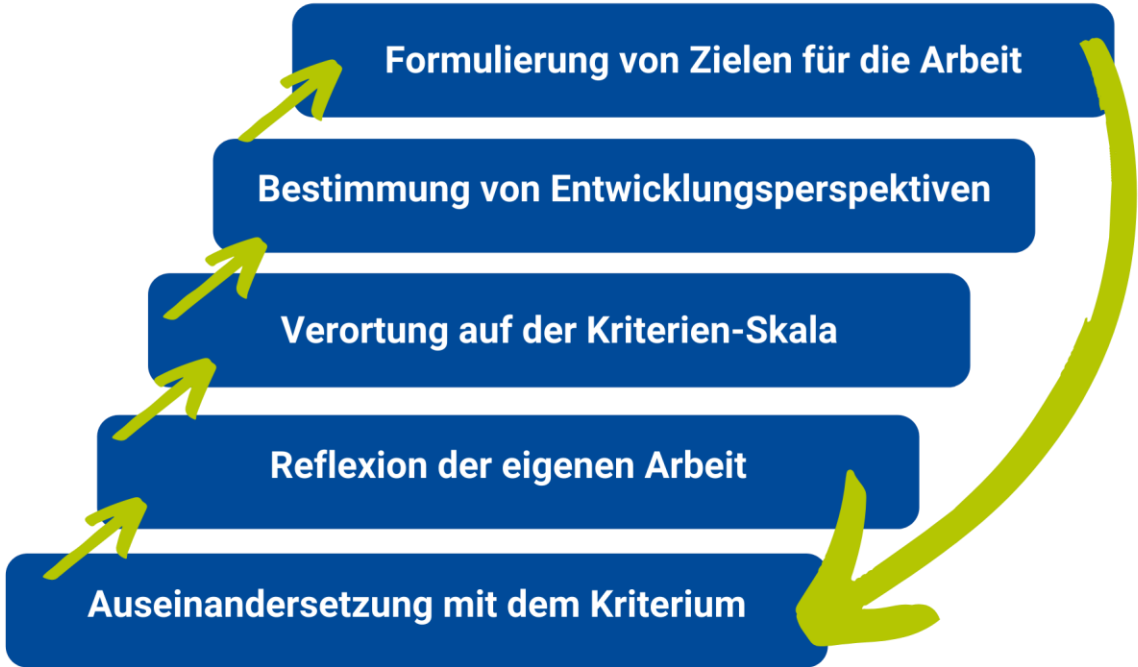 Formulierung von Zielen für die Arbeit
Bestimmung von Entwicklungsperspektiven
Verortung auf der Kriterien-Skala
Reflexion der eigenen Arbeit
Auseinandersetzung mit dem Kriterium